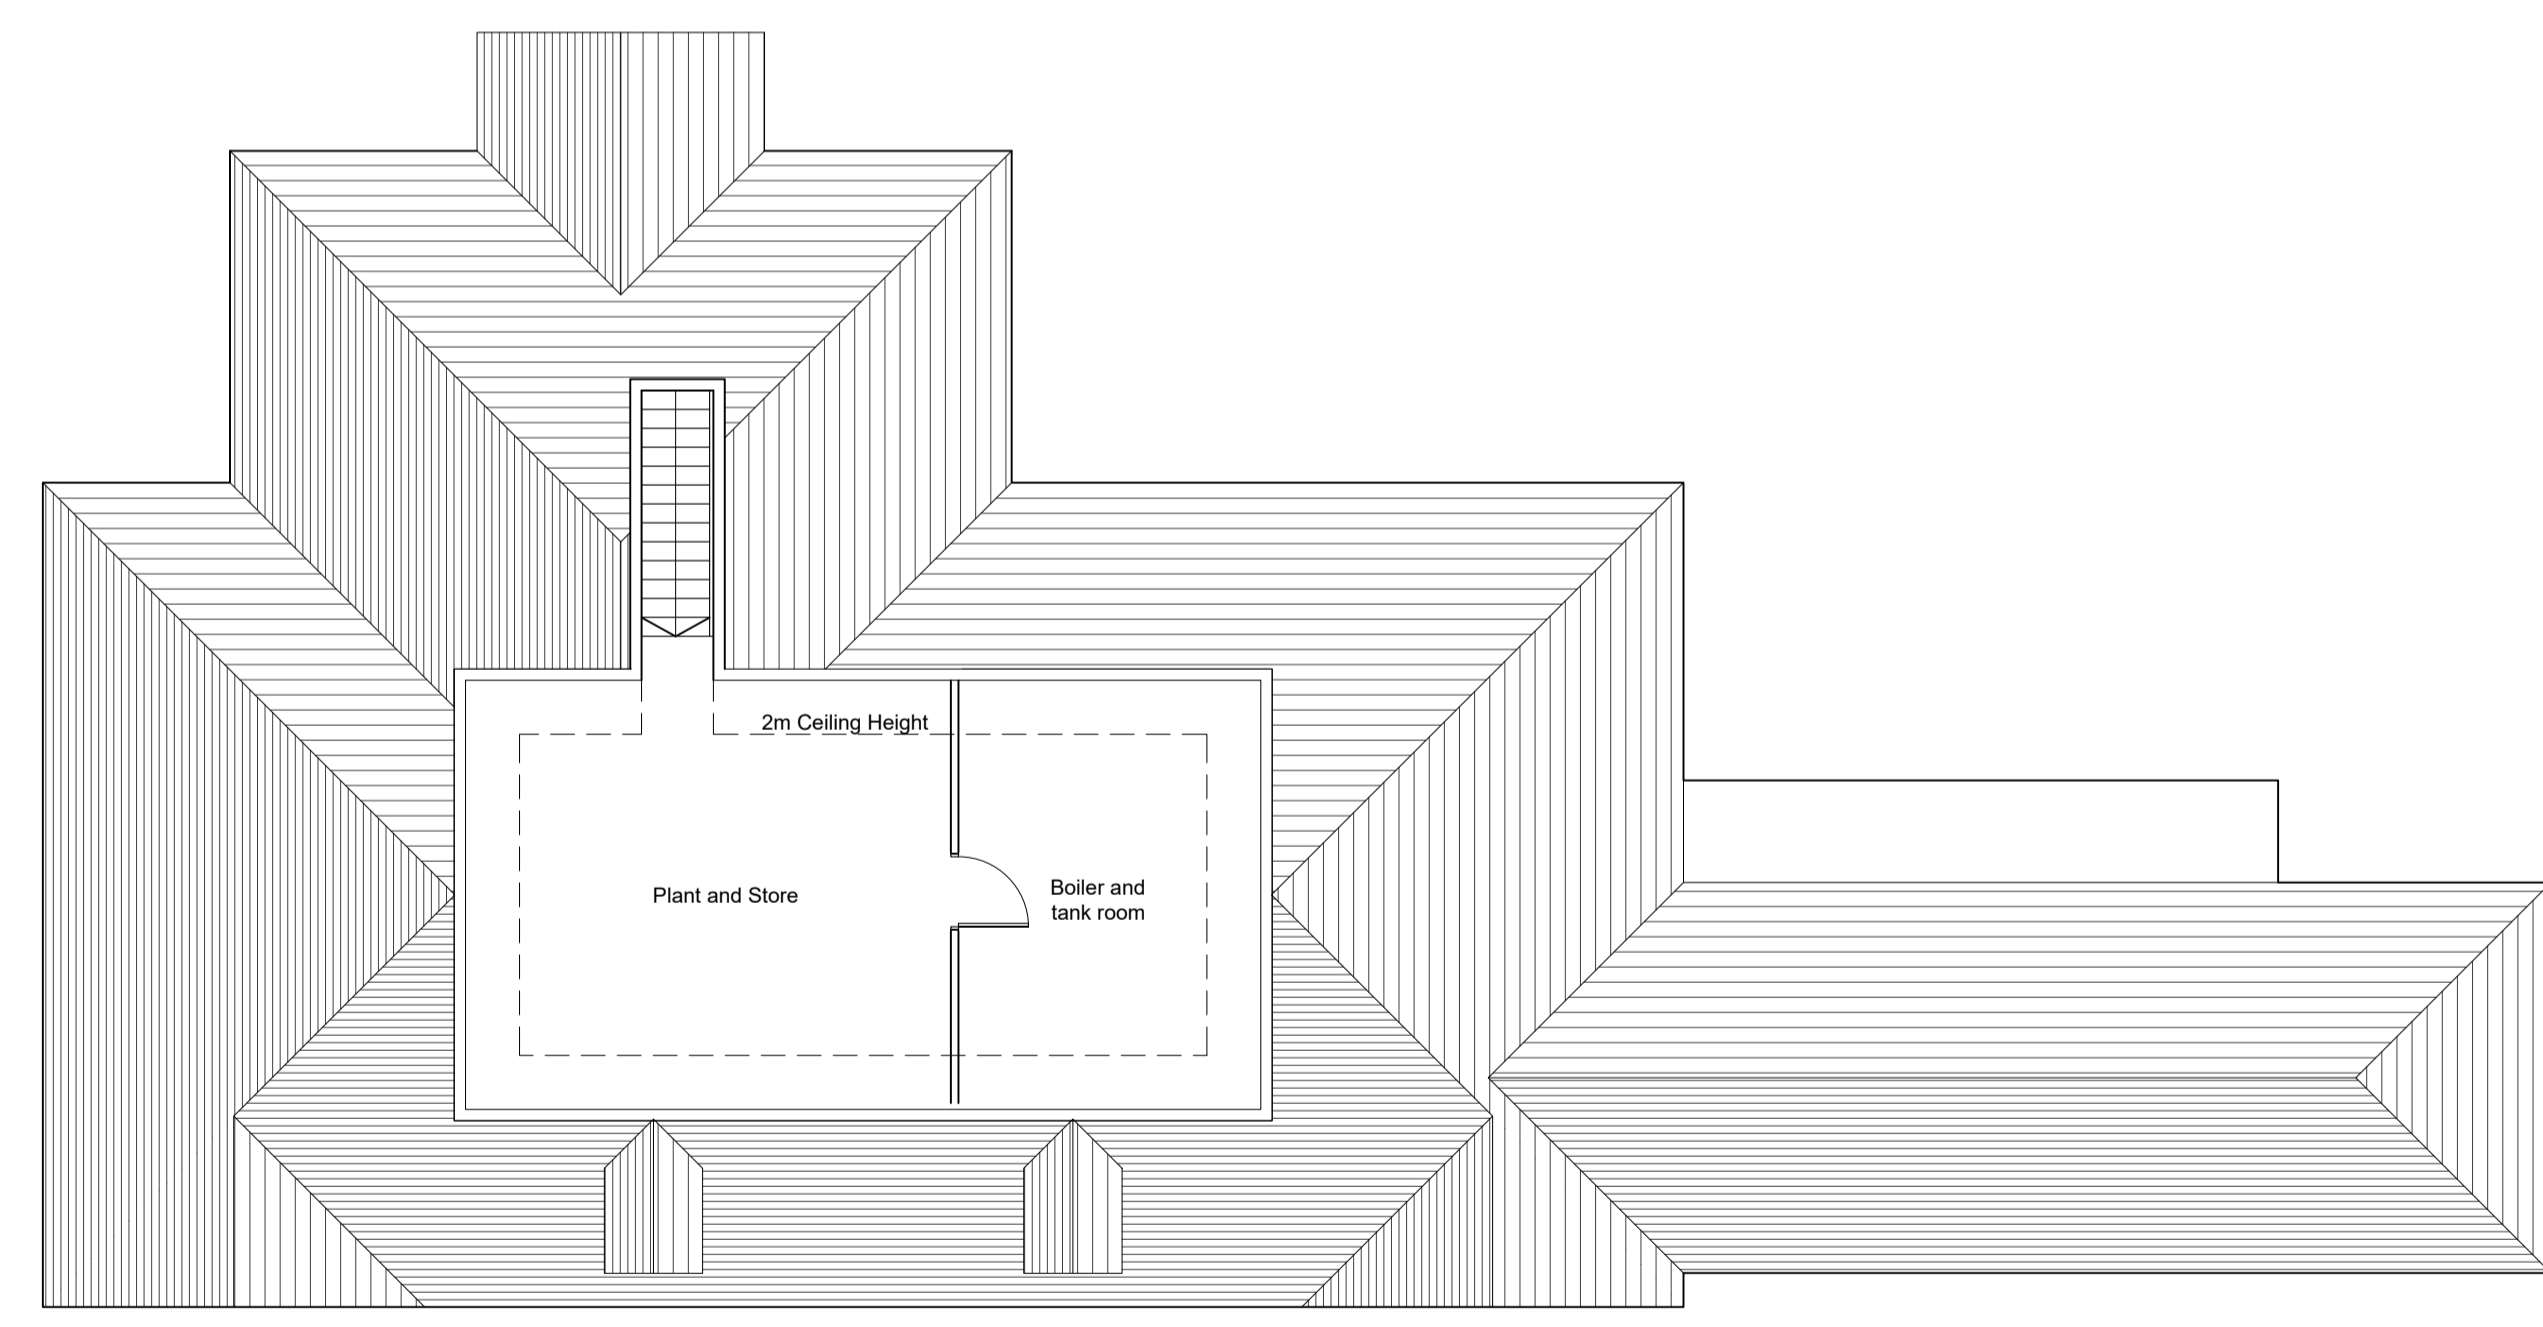 2m Ceiling Height
Plant and Store
Boiler and
tank room